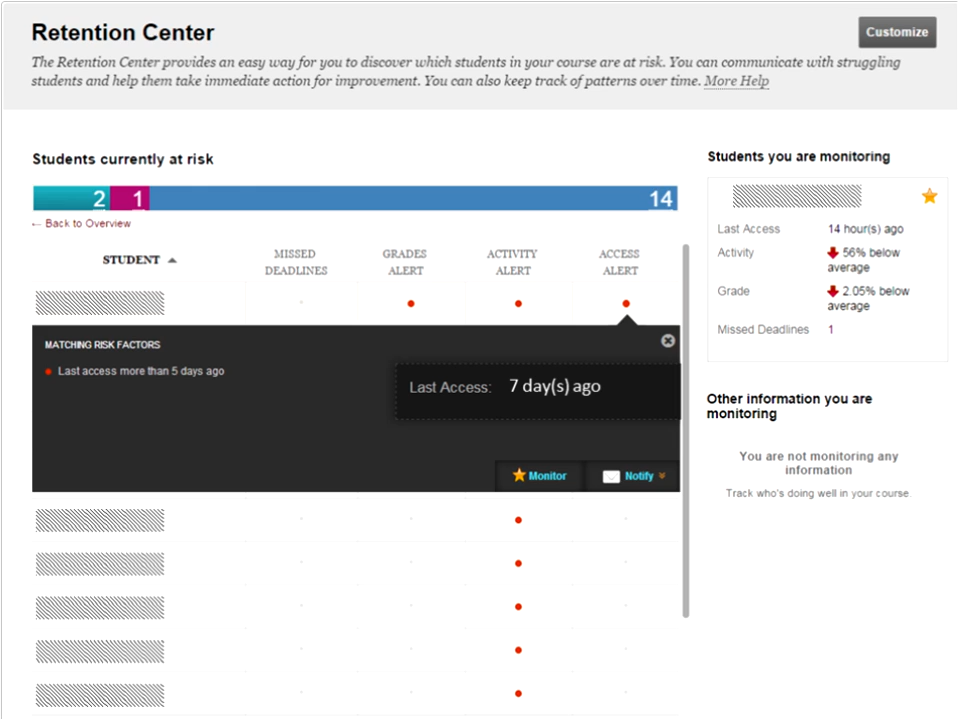 Retention Center
Customize
The Retention Center provides an easy way for you to discover which students in your course are at risk. You can communicate with struggling
students and help them take immediate action for improvement. You can also keep track of patterns over time. More Help
Students currently at risk
2 1 14
← Back to Overview
STUDENT
MISSED
DEADLINES
GRADES
ALERT
ACTIVITY
ALERT
ACCESS
ALERT
MATCHING RISK FACTORS
Last access more than 5 days ago
Last Access: 7 day(s) ago
Monitor
Notify
Students you are monitoring
Last Access 14 hour(s) ago
Activity 56% below
average
Grade 2.05% below
average
Missed Deadlines 1
Other information you are
monitoring
You are not monitoring any
information
Track who's doing well in your course.